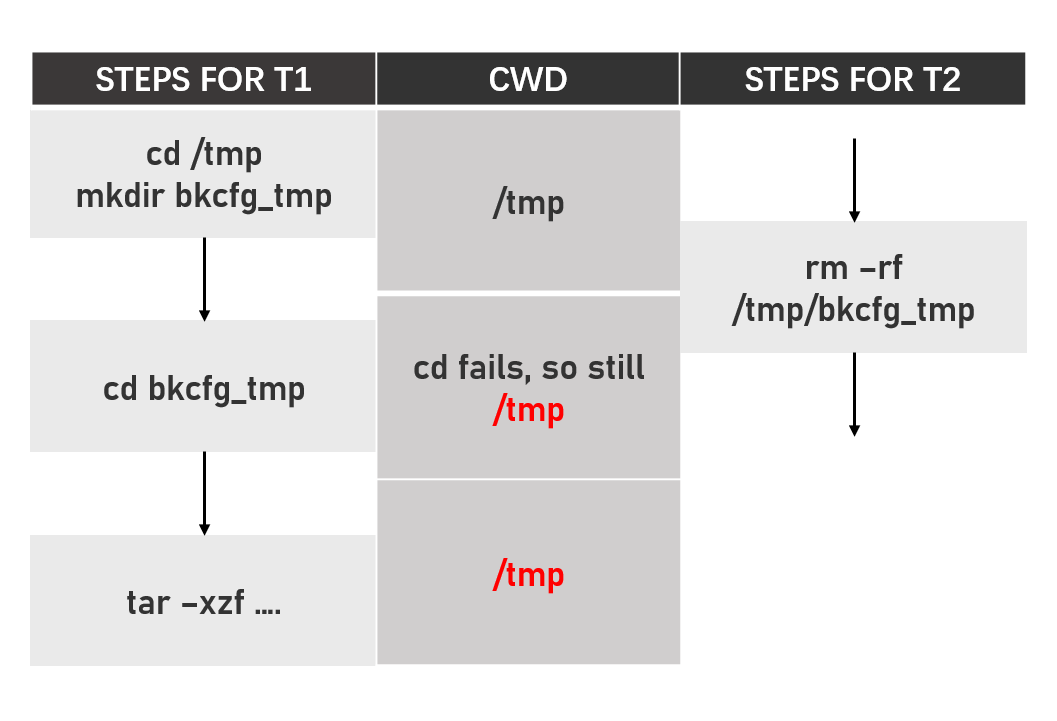 STEPS FOR T1
CWD
STEPS FOR T2
cd /tmp
mkdir bkcfg_tmp
/tmp
rm –rf
/tmp/bkcfg_tmp
cd bkcfg_tmp
cd fails, so still
/tmp
tar –xzf ....
/tmp